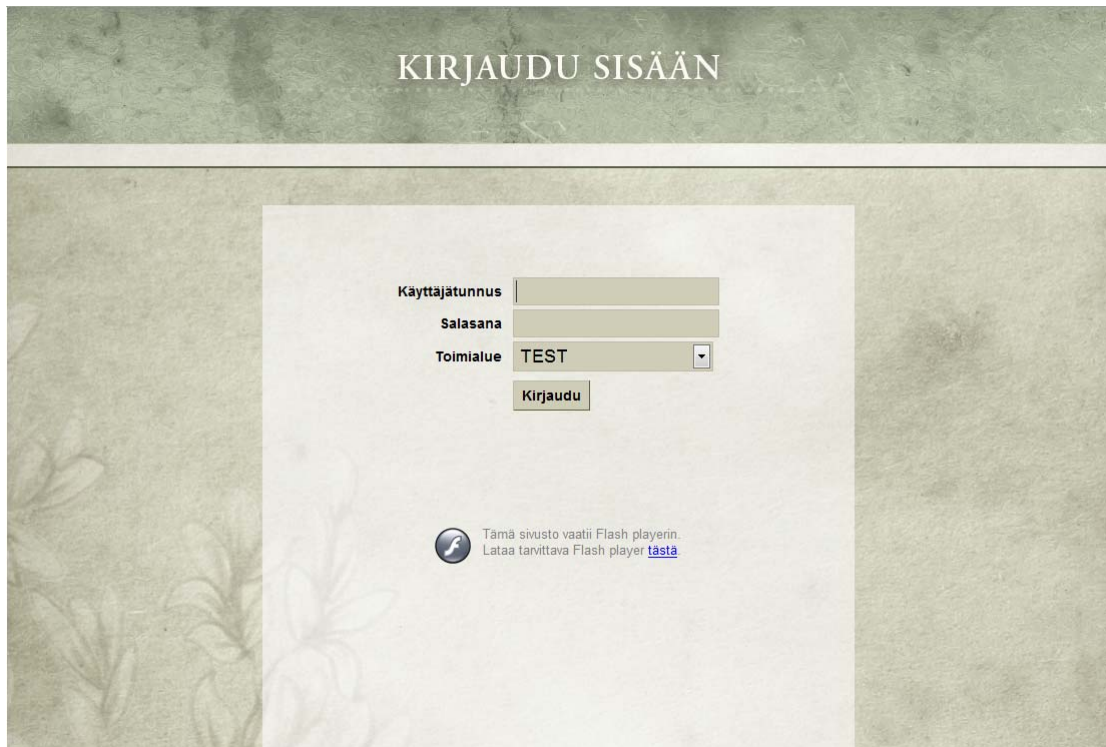 KIRJAUDU SISÄÄN
Käyttäjätunnus
Salasana
Toimialue TEST
Kirjaudu
Tämä sivusto vaatii Flash playerin.
Lataa tarvittava Flash player tästä.